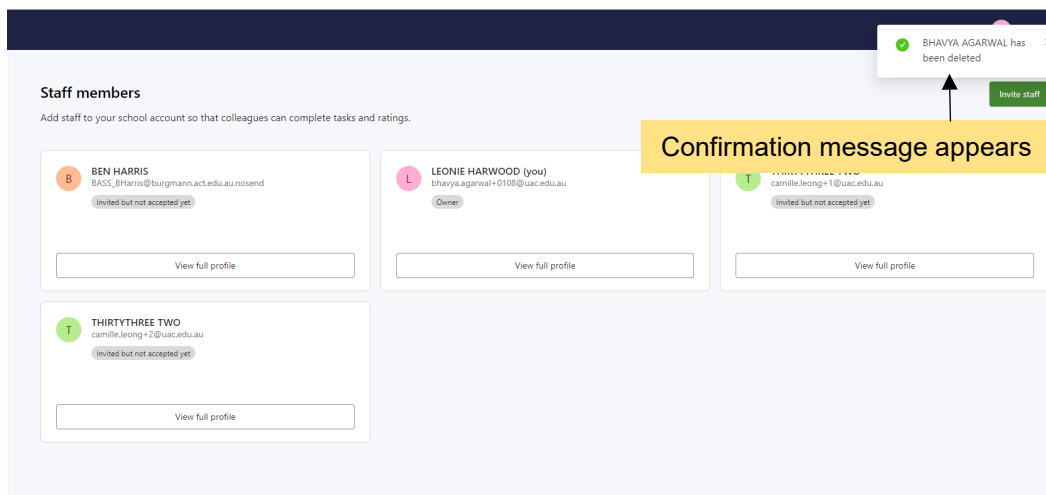 BHAVYA AGARWAL has
been deleted
Staff members
Invite staff
Add staff to your school account so that colleagues can complete tasks and ratings.
Confirmation message appears
B
BEN HARRIS
BASS_BHarris@burgmann.act.edu.au.nosend
Invited but not accepted yet
View full profile
L
LEONIE HARWOOD (you)
bhavya.agarwal+0108@uac.edu.au
Owner
View full profile
T
THIRTYTHREE TWO
camille.leong+1@uac.edu.au
Invited but not accepted yet
View full profile
T
THIRTYTHREE TWO
camille.leong+2@uac.edu.au
Invited but not accepted yet
View full profile